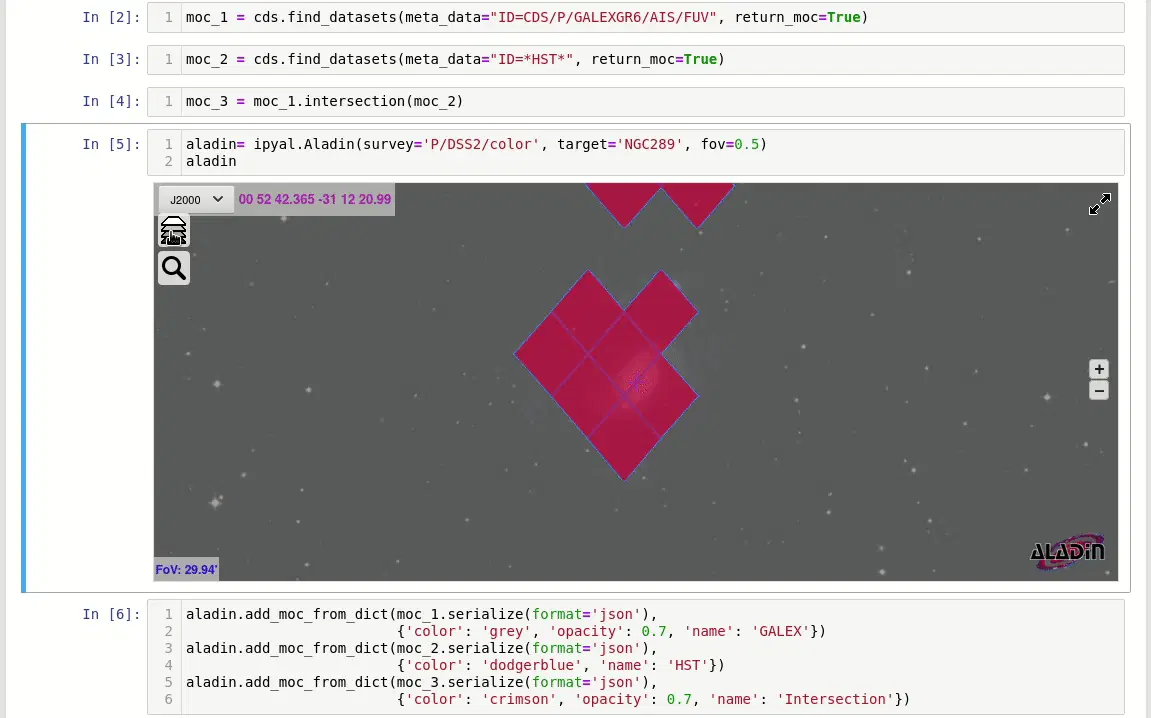 In [2]: 1 moc_1 = cds.find_datasets(meta_data="ID=CDS/P/GALEXGR6/AIS/FUV", return_moc=True)
In [3]: 1 moc_2 = cds.find_datasets(meta_data="ID=*HST*", return_moc=True)
In [4]: 1 moc_3 = moc_1.intersection(moc_2)
In [5]: 1 aladin= ipyal.Aladin(survey='P/DSS2/color', target='NGC289', fov=0.5)
2 aladin
J2000 00 52 42.365 -31 12 20.99
+
−
ALADiN
FoV: 29.94'
In [6]: 1 aladin.add_moc_from_dict(moc_1.serialize(format='json'),
2 {'color': 'grey', 'opacity': 0.7, 'name': 'GALEX'})
3 aladin.add_moc_from_dict(moc_2.serialize(format='json'),
4 {'color': 'dodgerblue', 'name': 'HST'})
5 aladin.add_moc_from_dict(moc_3.serialize(format='json'),
6 {'color': 'crimson', 'opacity': 0.7, 'name': 'Intersection'})